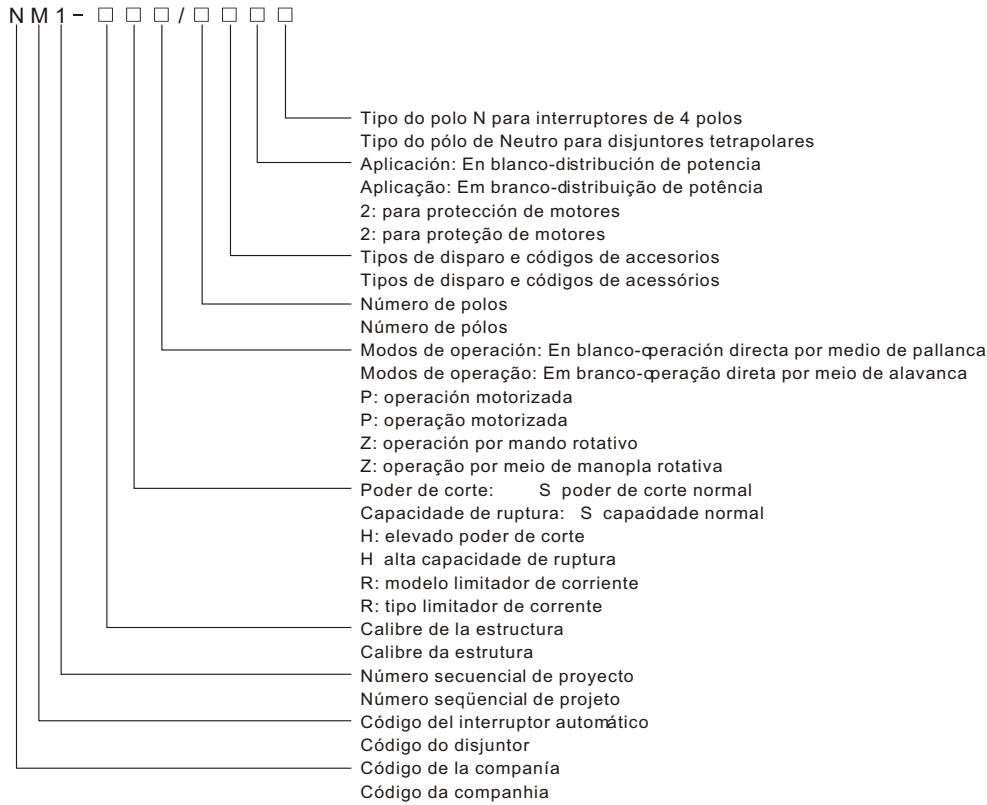 NM1-□□□/□□□□
Tipo do polo N para interruptores de 4 polos
Tipo do pólo de Neutro para disjuntores tetrapolares
Aplicación: En blanco-distribución de potencia
Aplicação: Em branco-distribuição de potência
2: para protección de motores
2: para proteção de motores
Tipos de disparo e códigos de accesorios
Tipos de disparo e códigos de acessórios
Número de polos
Número de pólos
Modos de operación: En blanco-operación directa por medio de pallanca
Modos de operação: Em branco-operação direta por meio de alavanca
P: operación motorizada
P: operação motorizada
Z: operación por mando rotativo
Z: operação por meio de manopla rotativa
Poder de corte: S poder de corte normal
Capacidade de ruptura: S capacidade normal
H: elevado poder de corte
H alta capacidade de ruptura
R: modelo limitador de corriente
R: tipo limitador de corrente
Calibre de la estructura
Calibre da estrutura
Número secuencial de proyecto
Número seqüencial de projeto
Código del interruptor automático
Código do disjuntor
Código de la companía
Código da companhia